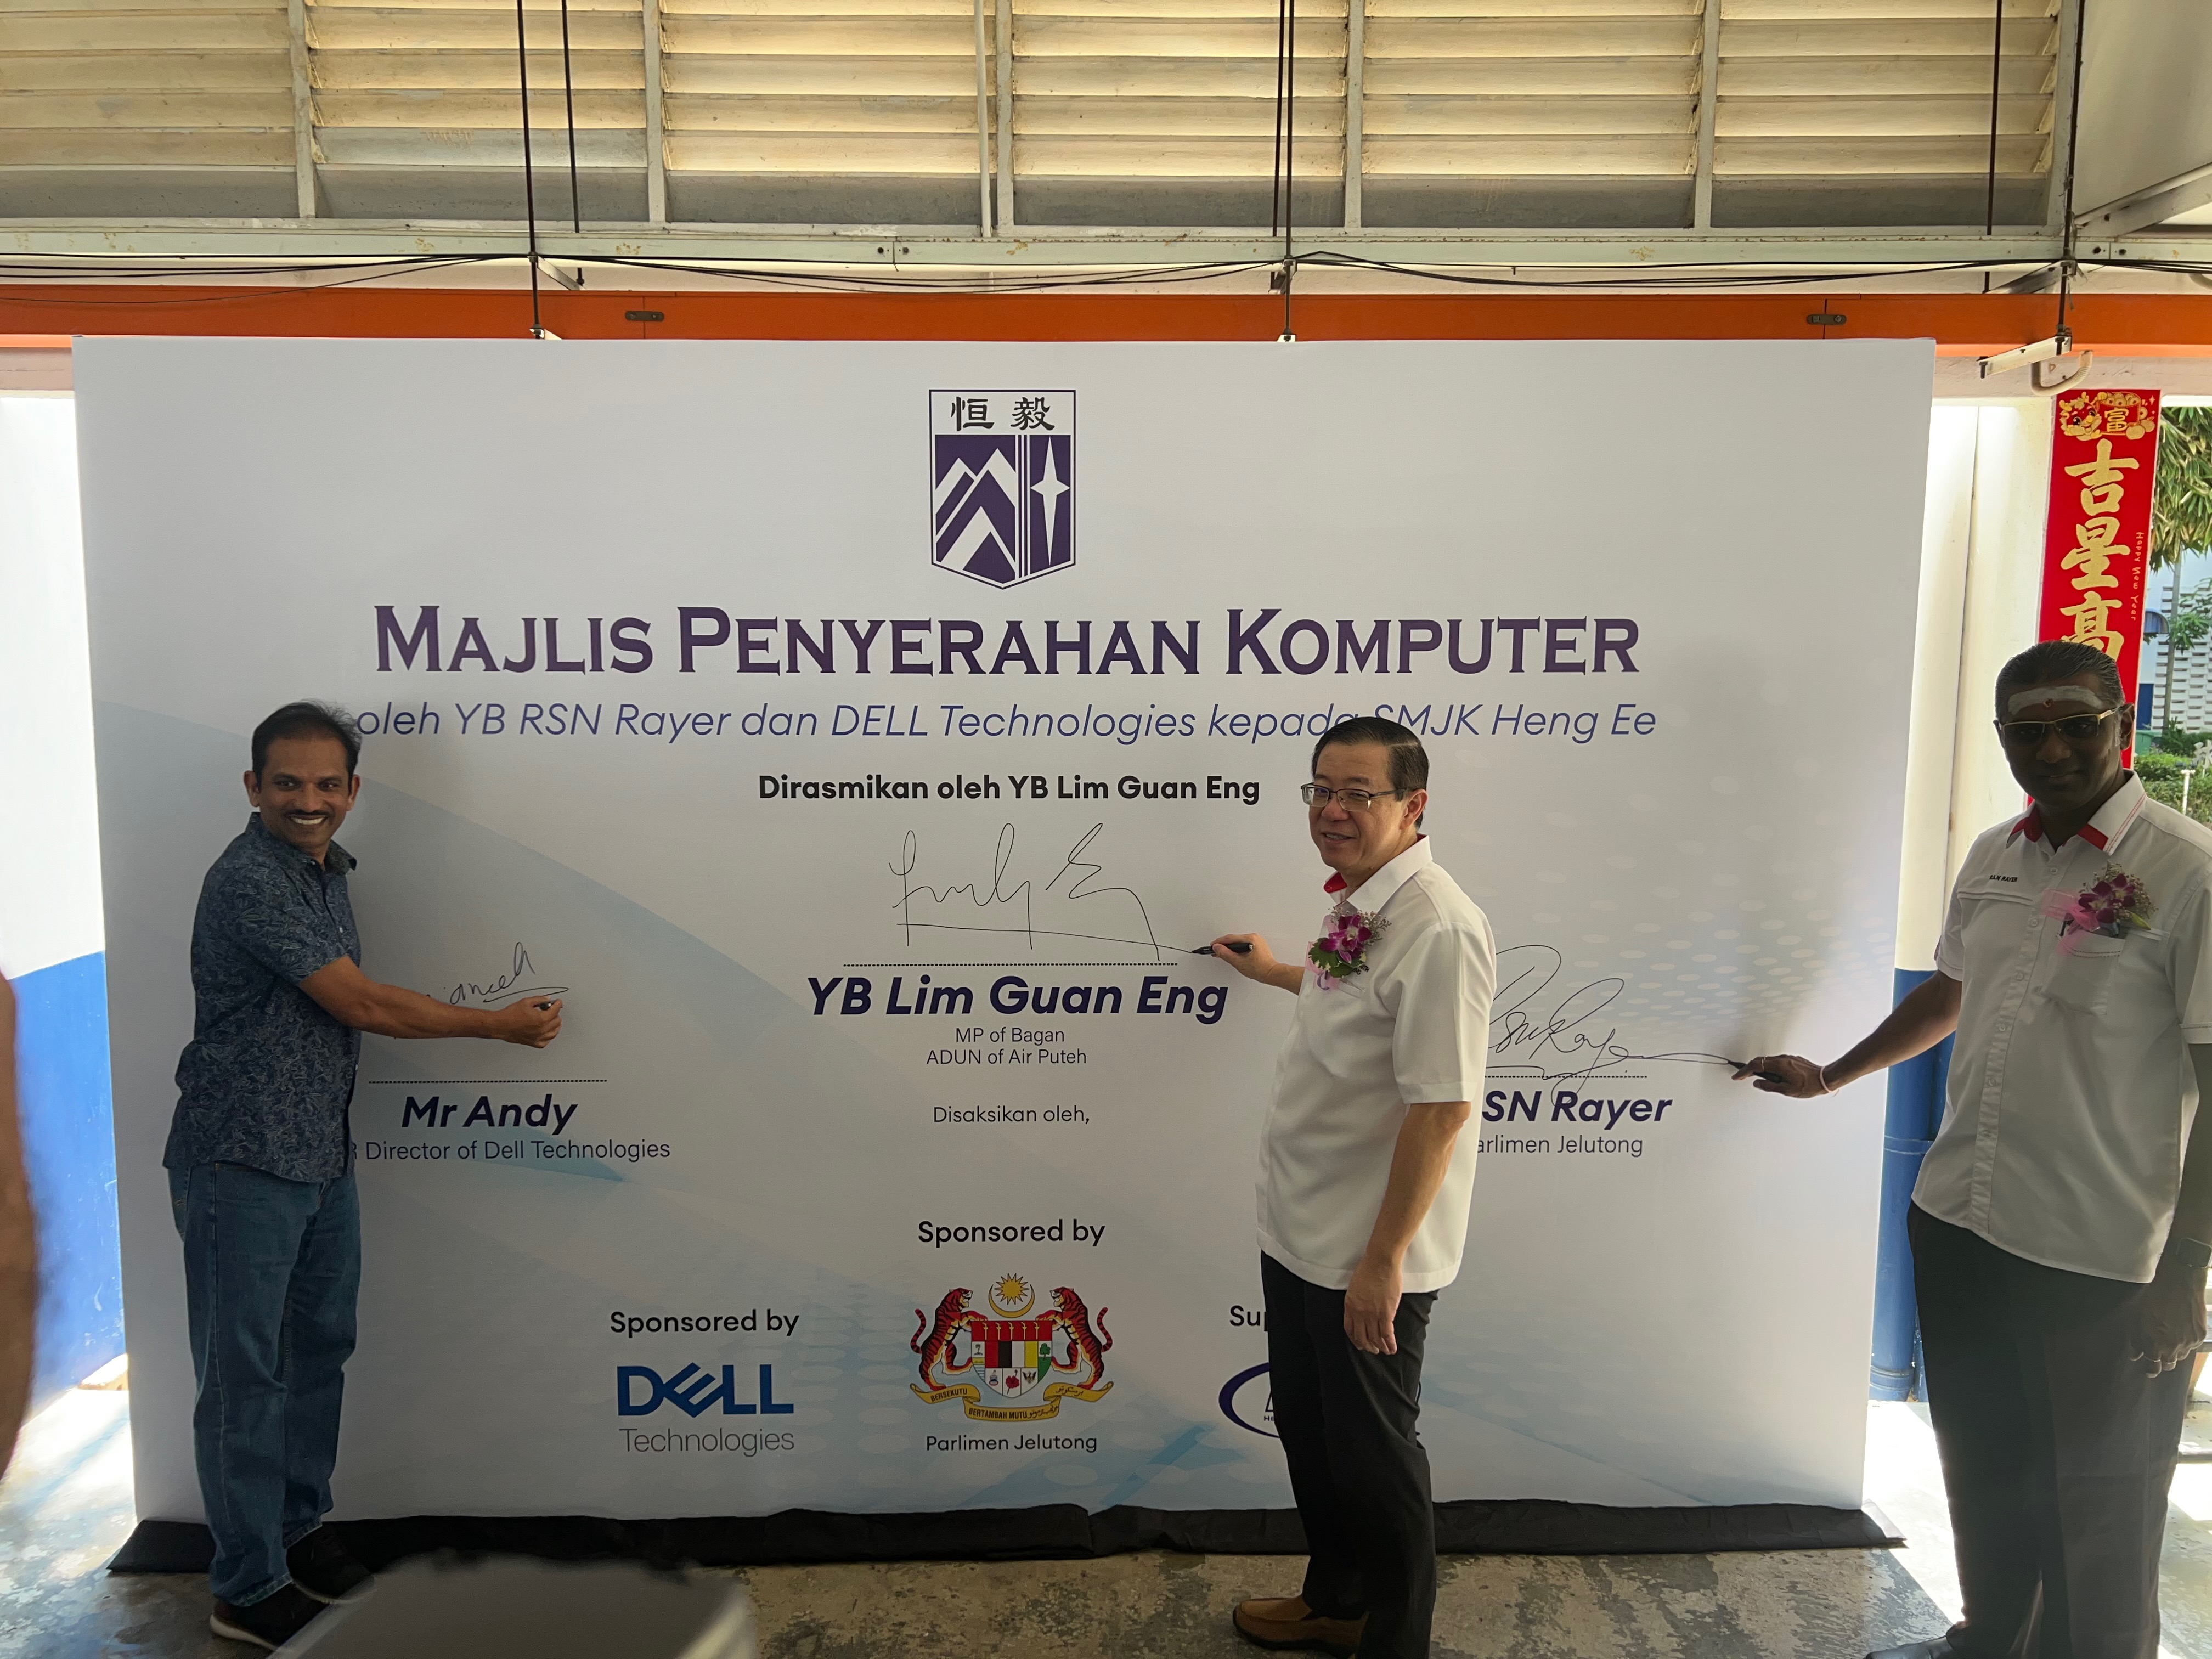 恒毅
MAJLIS PENYERAHAN KOMPUTER
oleh YB RSN Rayer dan DELL Technologies kepada SMJK Heng Ee
Dirasmikan oleh YB Lim Guan Eng
YB Lim Guan Eng
MP of Bagan
ADUN of Air Puteh
Mr Andy
Director of Dell Technologies
Disaksikan oleh,
SN Rayer
arlimen Jelutong
Sponsored by
Sponsored by
DELL
Technologies
BERSEKUTU
BERTAMBAH MUTU
Parlimen Jelutong
Su
富
吉星高
Happy New Year
RAYER